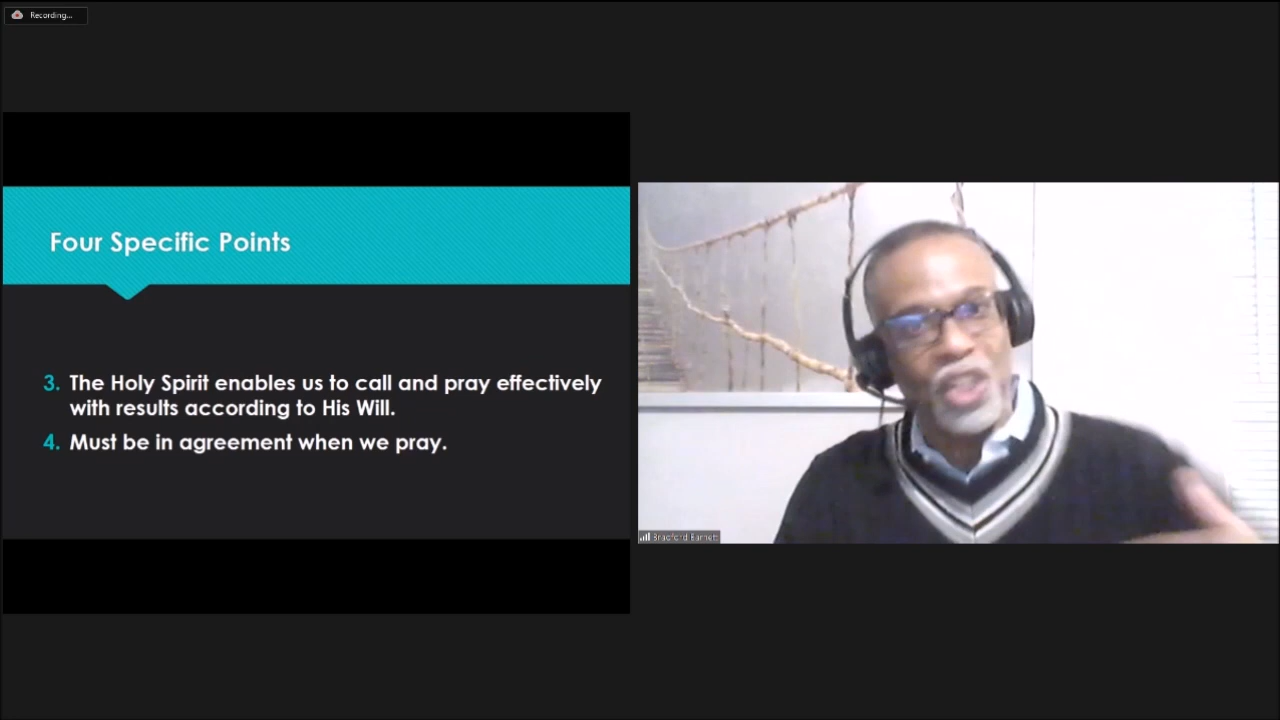 Recording...
Four Specific Points
3. The Holy Spirit enables us to call and pray effectively
with results according to His Will.
4. Must be in agreement when we pray.
Bradford Barnett